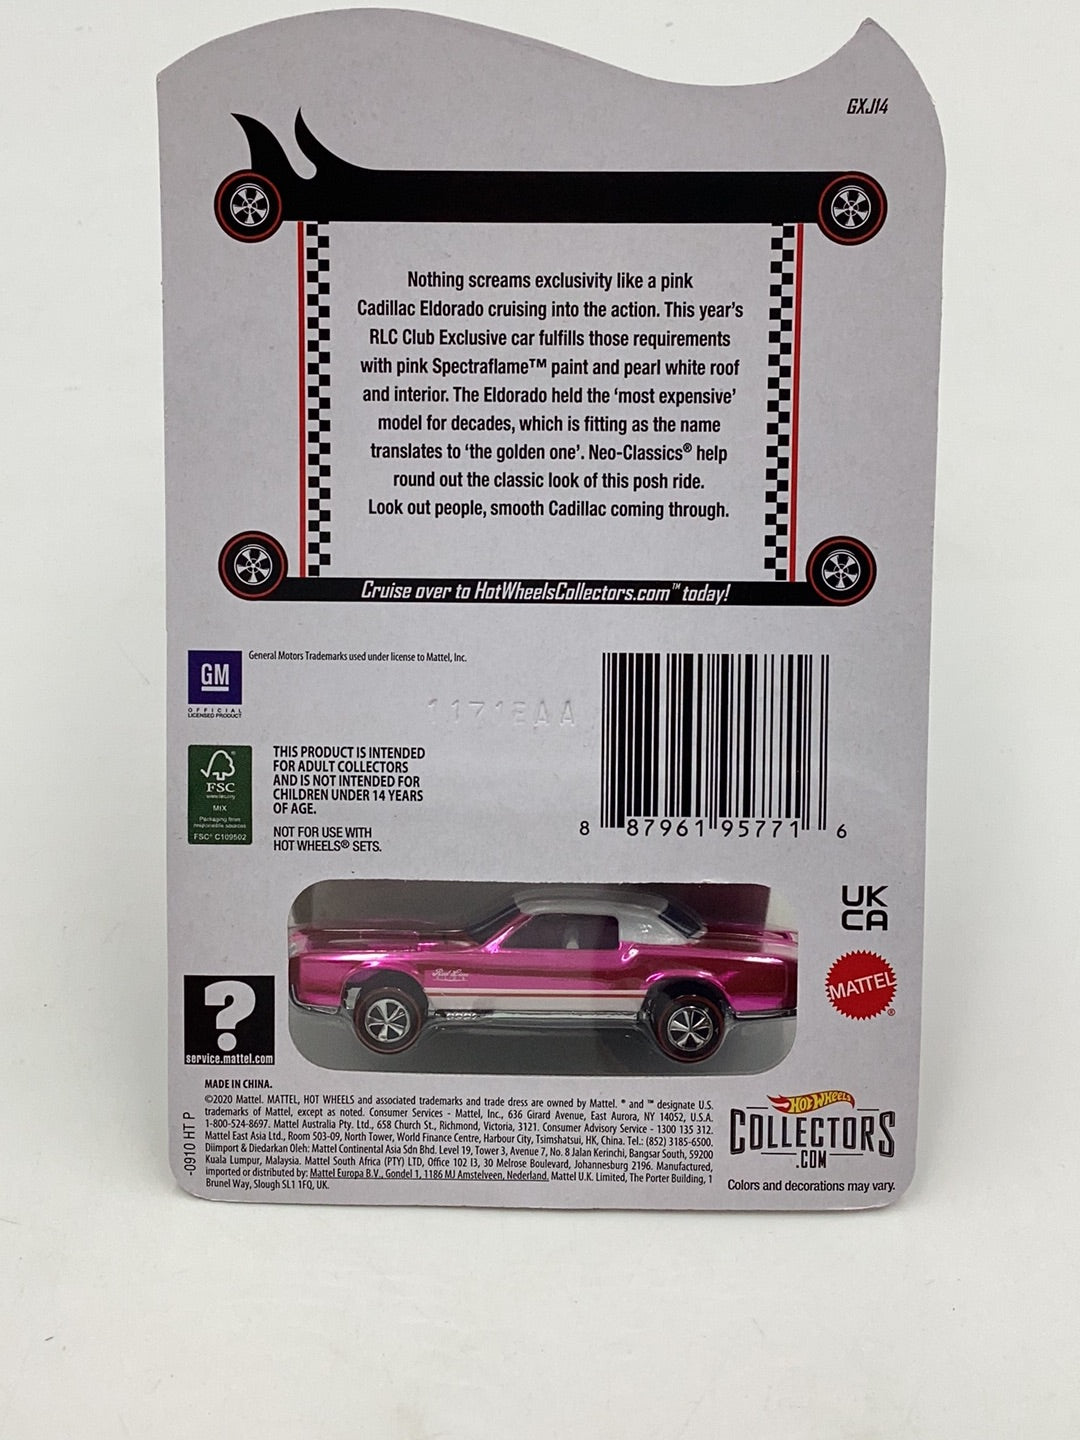 GXJ14
Nothing screams exclusivity like a pink
Cadillac Eldorado cruising into the action. This year's
RLC Club Exclusive car fulfills those requirements
with pink Spectraflame™ paint and pearl white roof
and interior. The Eldorado held the 'most expensive'
model for decades, which is fitting as the name
translates to 'the golden one'. Neo-Classics® help
round out the classic look of this posh ride.
Look out people, smooth Cadillac coming through.
Cruise over to HotWheelsCollectors.com™ today!
GM
OFFICIAL
LICENSED PRODUCT
General Motors Trademarks used under license to Mattel, Inc.
FSC
www.fsc.org
MIX
Packaging from
responsible sources
FSC® C109502
THIS PRODUCT IS INTENDED
FOR ADULT COLLECTORS
AND IS NOT INTENDED FOR
CHILDREN UNDER 14 YEARS
OF AGE.
NOT FOR USE WITH
HOT WHEELS® SETS.
8 87961 95771 6
UK
CA
MATTEL®
Red Line
?
service.mattel.com
MADE IN CHINA.
©2020 Mattel. MATTEL, HOT WHEELS and associated trademarks and trade dress are owned by Mattel. ® and ™ designate U.S.
trademarks of Mattel, except as noted. Consumer Services - Mattel, Inc., 636 Girard Avenue, East Aurora, NY 14052, U.S.A.
1-800-524-8697. Mattel Australia Pty. Ltd., 658 Church St., Richmond, Victoria, 3121. Consumer Advisory Service - 1300 135 312.
Mattel East Asia Ltd., Room 503-09, North Tower, World Finance Centre, Harbour City, Tsimshatsui, HK, China. Tel.: (852) 3185-6500.
Diimport & Diedarkan Oleh: Mattel Continental Asia Sdn Bhd. Level 19, Tower 3, Avenue 7, No. 8 Jalan Kerinchi, Bangsar South, 59200
Kuala Lumpur, Malaysia. Mattel South Africa (PTY) LTD, Office 102 I3, 30 Melrose Boulevard, Johannesburg 2196. Manufactured,
imported or distributed by: Mattel Europa B.V., Gondel 1, 1186 MJ Amstelveen, Nederland. Mattel U.K. Limited, The Porter Building, 1
Brunel Way, Slough SL1 1FQ, UK.
-0910 HT P
HOT WHEELS
COLLECTORS
.COM
Colors and decorations may vary.